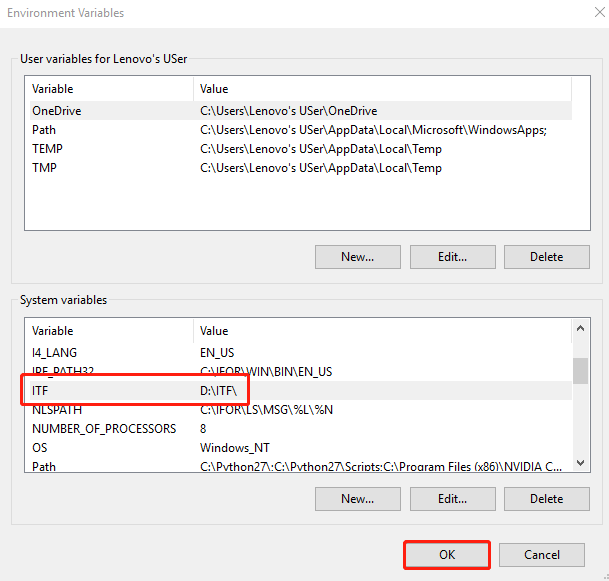 Environment Variables
User variables for Lenovo's USer
Variable Value
OneDrive C:\Users\Lenovo's USer\OneDrive
Path C:\Users\Lenovo's USer\AppData\Local\Microsoft\WindowsApps;
TEMP C:\Users\Lenovo's USer\AppData\Local\Temp
TMP C:\Users\Lenovo's USer\AppData\Local\Temp
New... Edit... Delete
System variables
Variable Value
I4_LANG EN_US
IPF_PATH32 C:\IFOR\WIN\BIN\EN_US
ITF D:\ITF\
NLSPATH C:\IFOR\LS\MSG\%L\%N
NUMBER_OF_PROCESSORS 8
OS Windows_NT
Path C:\Python27\;C:\Python27\Scripts;C:\Program Files (x86)\NVIDIA C...
New... Edit... Delete
OK Cancel